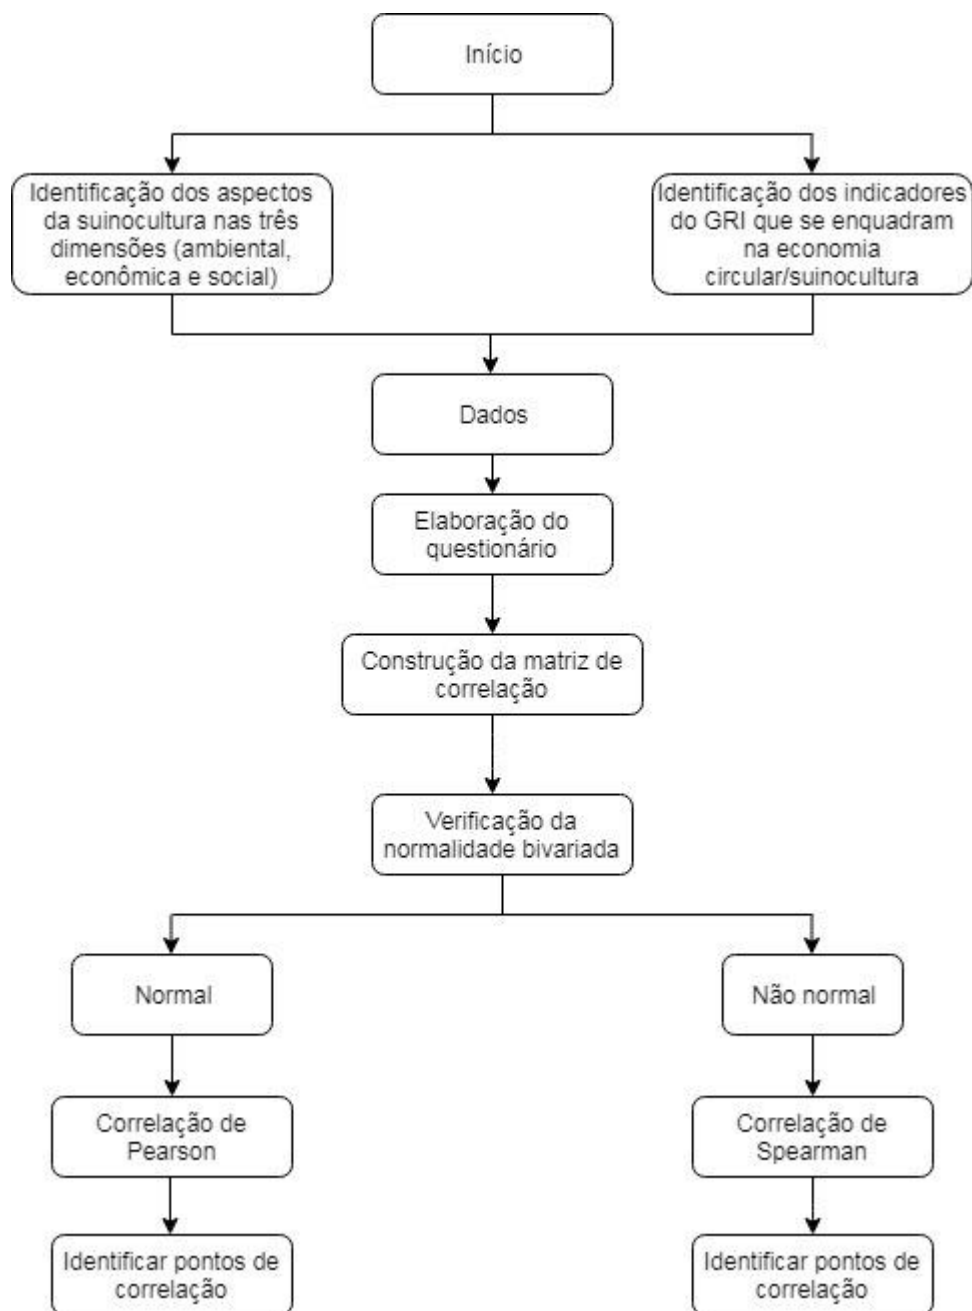 Início
Identificação dos aspectos
da suinocultura nas três
dimensões (ambiental,
econômica e social)
Identificação dos indicadores
do GRI que se enquadram
na economia
circular/suinocultura
Dados
Elaboração do
questionário
Construção da matriz de
correlação
Verificação da
normalidade bivariada
Normal
Não normal
Correlação de
Pearson
Correlação de
Spearman
Identificar pontos de
correlação
Identificar pontos de
correlação